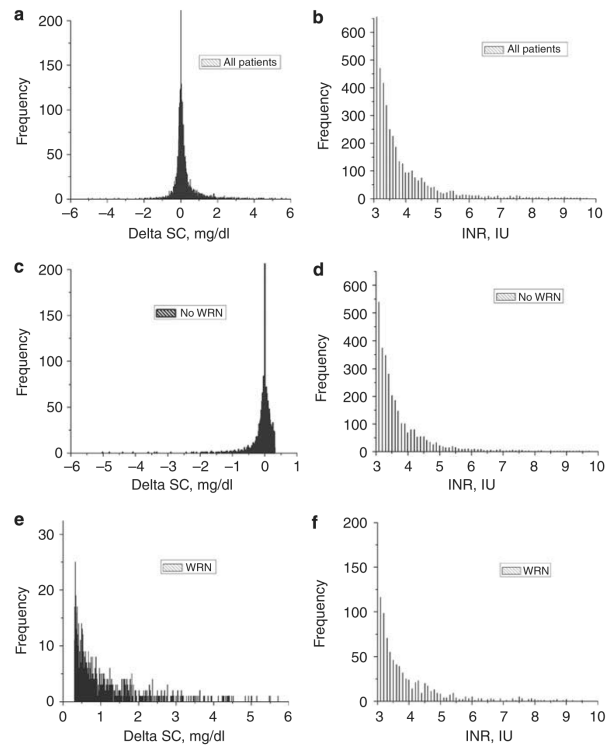 a
200
150
100
50
0
Frequency
All patients
−6 −4 −2 0 2 4 6
Delta SC, mg/dl
b
600
500
400
300
200
100
0
Frequency
All patients
3 4 5 6 7 8 9 10
INR, IU
c
200
150
100
50
0
Frequency
No WRN
−6 −5 −4 −3 −2 −1 0 1
Delta SC, mg/dl
d
600
500
400
300
200
100
0
Frequency
No WRN
3 4 5 6 7 8 9 10
INR, IU
e
30
20
10
0
Frequency
WRN
0 1 2 3 4 5 6
Delta SC, mg/dl
f
200
150
100
50
0
Frequency
WRN
3 4 5 6 7 8 9 10
INR, IU